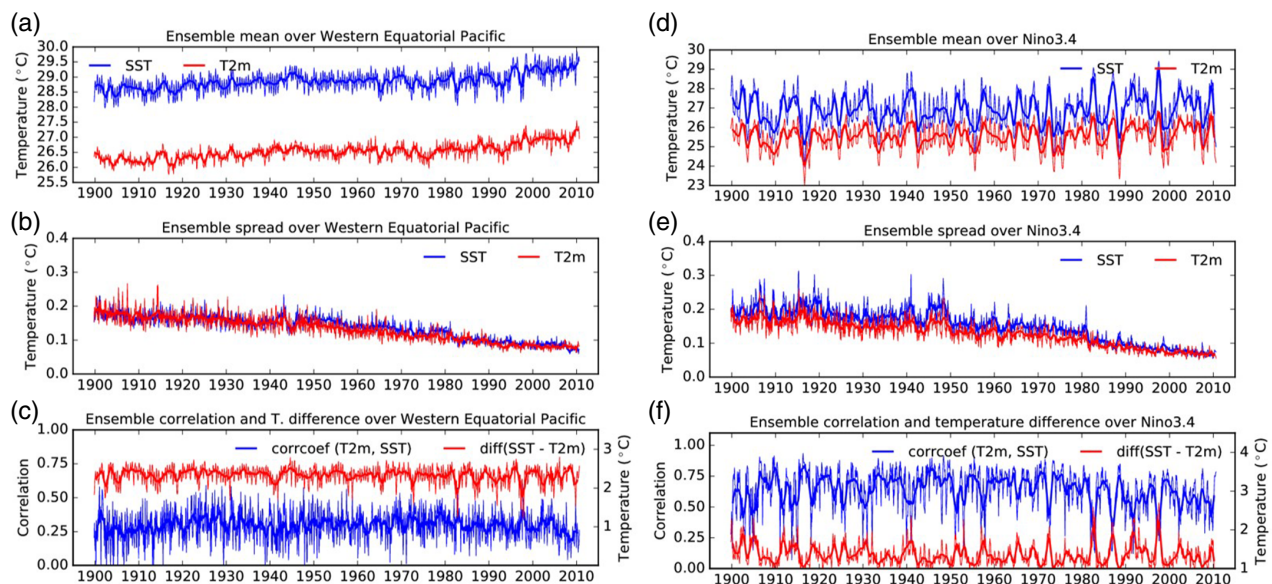 (a)
Ensemble mean over Western Equatorial Pacific
30.0
29.5
29.0
28.5
28.0
27.5
27.0
26.5
26.0
25.5
Temperature (°C)
SST T2m
1900 1910 1920 1930 1940 1950 1960 1970 1980 1990 2000 2010
(b)
Ensemble spread over Western Equatorial Pacific
0.4
0.3
0.2
0.1
0.0
Temperature (°C)
SST T2m
1900 1910 1920 1930 1940 1950 1960 1970 1980 1990 2000 2010
(c)
Ensemble correlation and T. difference over Western Equatorial Pacific
1.00
0.75
0.50
0.25
0.00
Correlation
corrcoef (T2m, SST) diff(SST - T2m)
3
2
1
Temperature (°C)
1900 1910 1920 1930 1940 1950 1960 1970 1980 1990 2000 2010
(d)
Ensemble mean over Nino3.4
30
29
28
27
26
25
24
23
Temperature (°C)
SST T2m
1900 1910 1920 1930 1940 1950 1960 1970 1980 1990 2000 2010
(e)
Ensemble spread over Nino3.4
0.4
0.3
0.2
0.1
0.0
Temperature (°C)
SST T2m
1900 1910 1920 1930 1940 1950 1960 1970 1980 1990 2000 2010
(f)
Ensemble correlation and temperature difference over Nino3.4
1.00
0.75
0.50
0.25
0.00
Correlation
corrcoef (T2m, SST) diff(SST - T2m)
4
3
2
1
Temperature (°C)
1900 1910 1920 1930 1940 1950 1960 1970 1980 1990 2000 2010